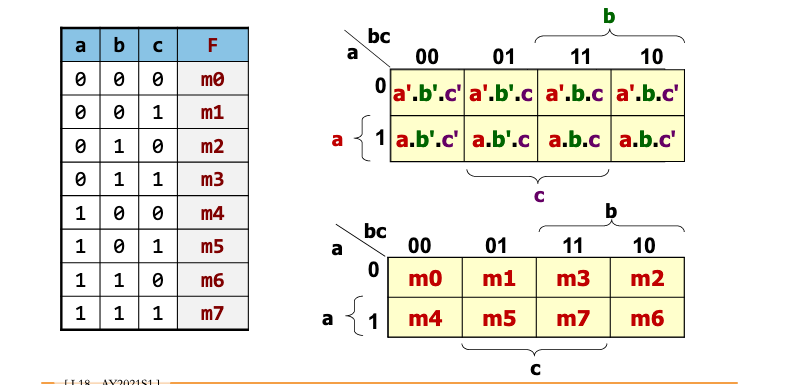 a b c F
0 0 0 m0
0 0 1 m1
0 1 0 m2
0 1 1 m3
1 0 0 m4
1 0 1 m5
1 1 0 m6
1 1 1 m7
b
bc
a
00 01 11 10
0 a'.b'.c' a'.b'.c a'.b.c a'.b.c'
a 1 a.b'.c' a.b'.c a.b.c a.b.c'
c
b
bc
a
00 01 11 10
0 m0 m1 m3 m2
a 1 m4 m5 m7 m6
c
AY2021S1 ]